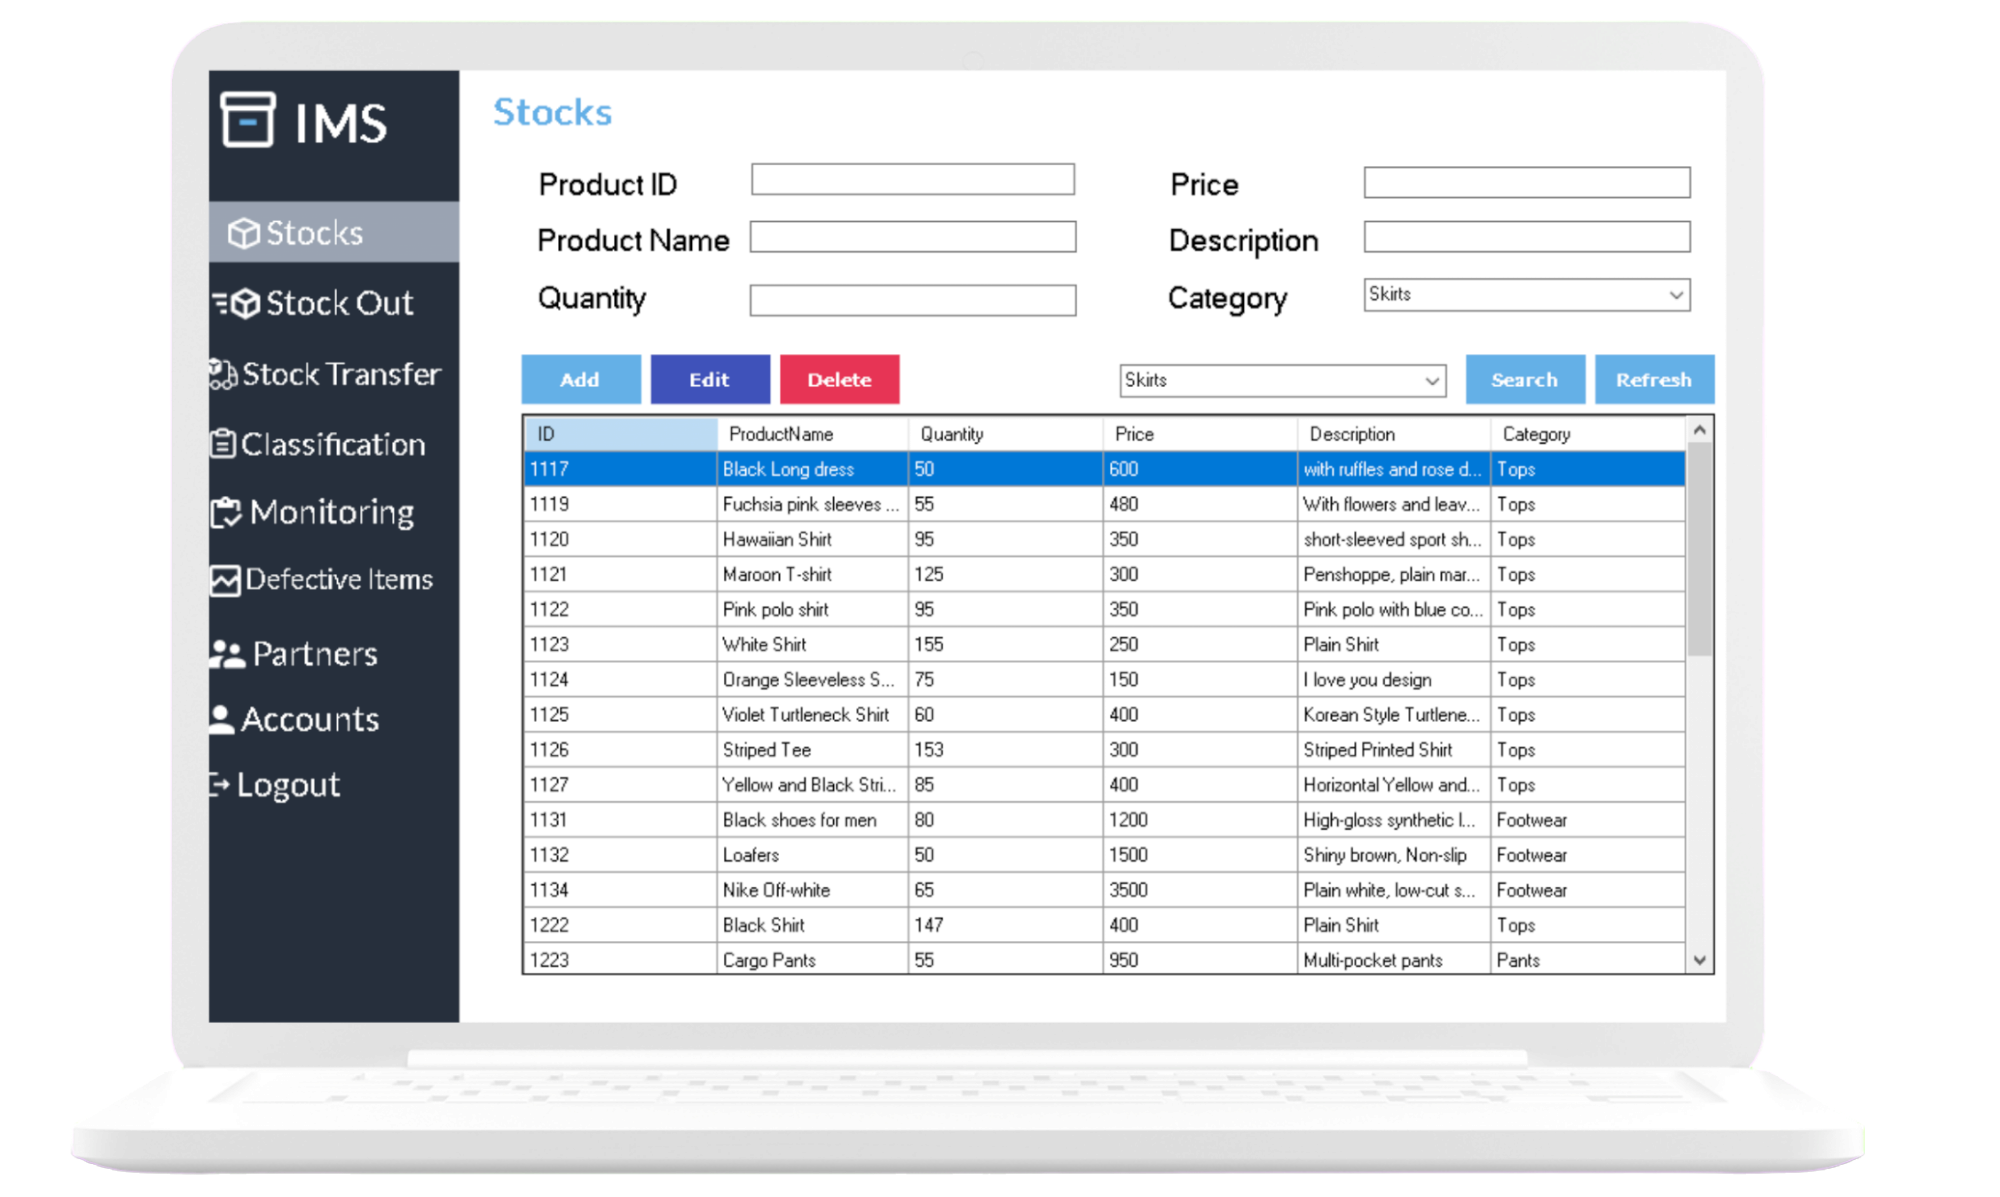 IMS
Stocks
Stock Out
Stock Transfer
Classification
Monitoring
Defective Items
Partners
Accounts
Logout
Stocks
Product ID
Product Name
Quantity
Price
Description
Category Skirts
Add Edit Delete Skirts Search Refresh
ID ProductName Quantity Price Description Category
1117 Black Long dress 50 600 with ruffles and rose d... Tops
1119 Fuchsia pink sleeves ... 55 480 With flowers and leav... Tops
1120 Hawaiian Shirt 95 350 short-sleeved sport sh... Tops
1121 Maroon T-shirt 125 300 Penshoppe, plain mar... Tops
1122 Pink polo shirt 95 350 Pink polo with blue co... Tops
1123 White Shirt 155 250 Plain Shirt Tops
1124 Orange Sleeveless S... 75 150 I love you design Tops
1125 Violet Turtleneck Shirt 60 400 Korean Style Turtlene... Tops
1126 Striped Tee 153 300 Striped Printed Shirt Tops
1127 Yellow and Black Stri... 85 400 Horizontal Yellow and... Tops
1131 Black shoes for men 80 1200 High-gloss synthetic l... Footwear
1132 Loafers 50 1500 Shiny brown, Non-slip Footwear
1134 Nike Off-white 65 3500 Plain white, low-cut s... Footwear
1222 Black Shirt 147 400 Plain Shirt Tops
1223 Cargo Pants 55 950 Multi-pocket pants Pants